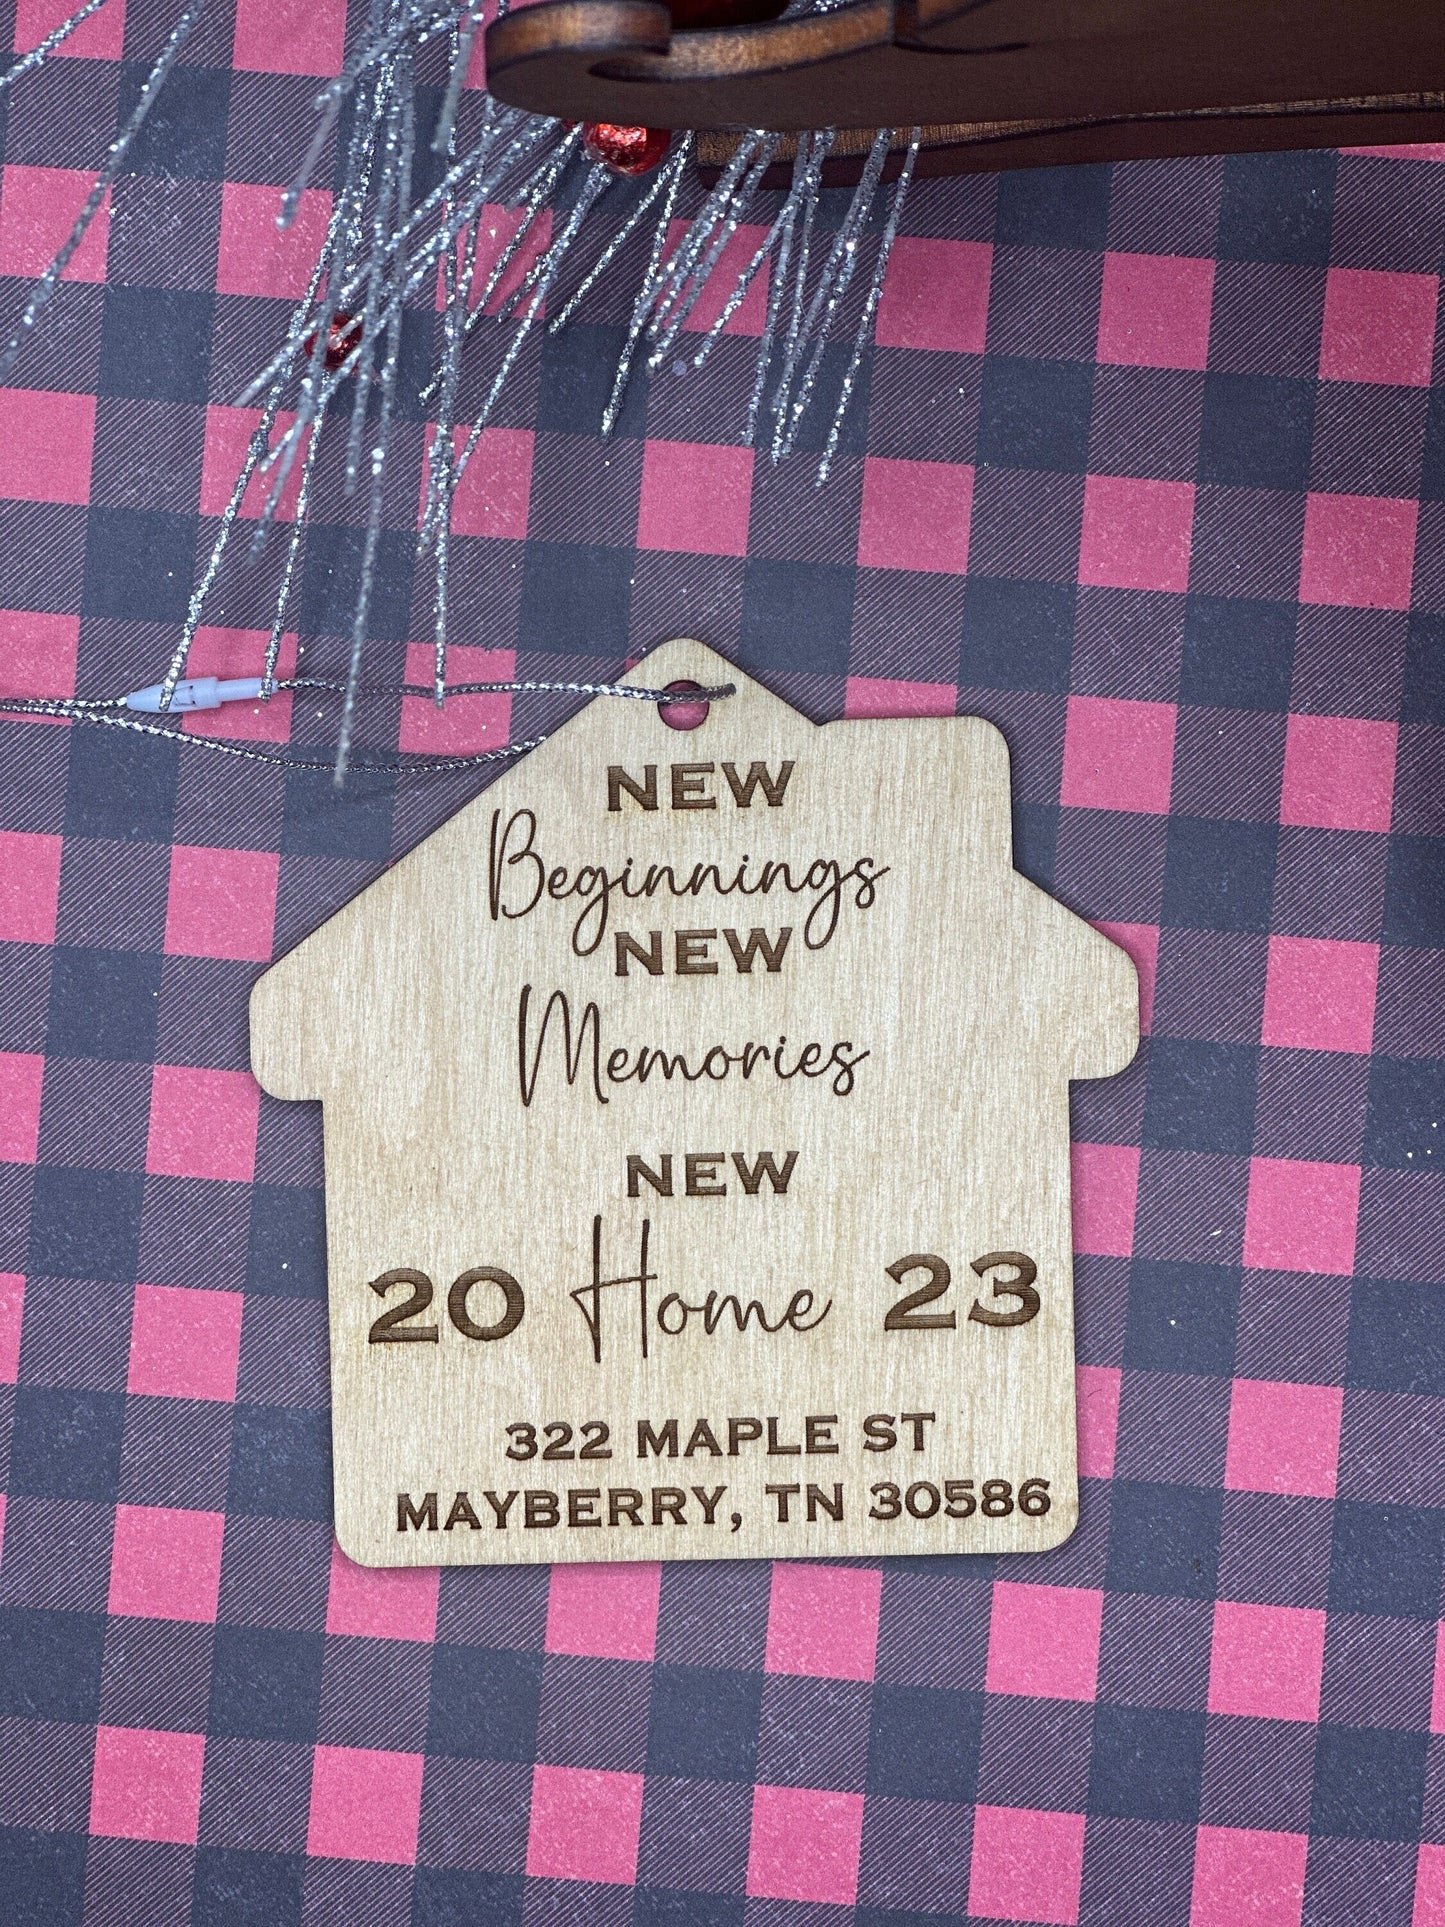 NEW
Beginnings
NEW
Memories
NEW
20 Home 23
322 MAPLE ST
MAYBERRY, TN 30586